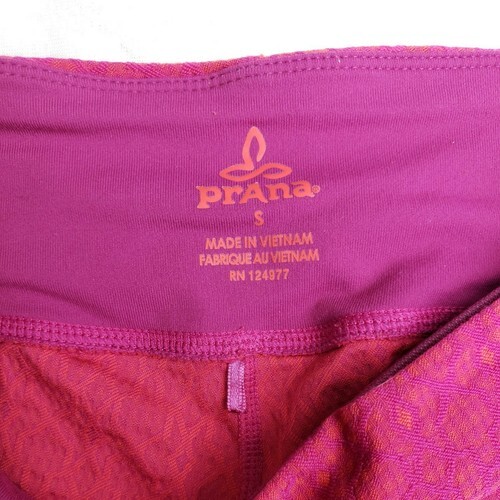 prAna®
S
MADE IN VIETNAM
FABRIQUE AU VIETNAM
RN 124977